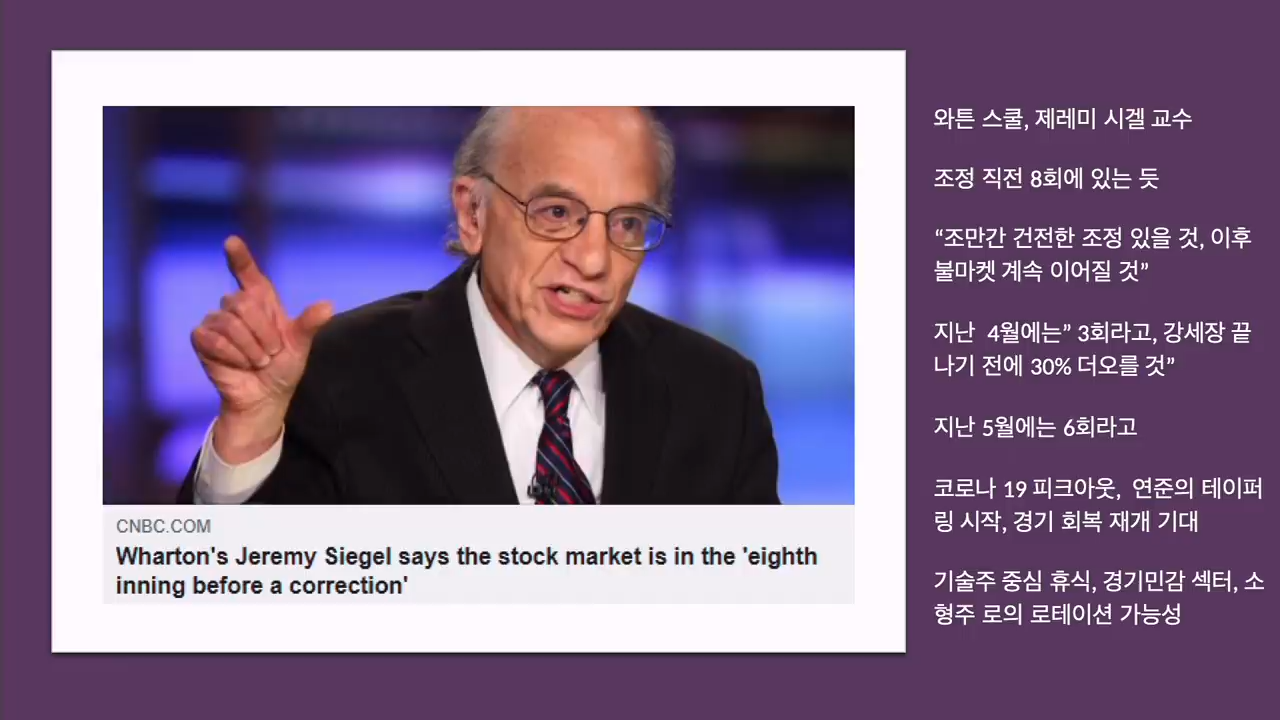 와튼 스쿨, 제레미 시겔 교수
조정 직전 8회에 있는 듯
“조만간 건전한 조정 있을 것, 이후
불마켓 계속 이어질 것”
지난 4월에는” 3회라고, 강세장 끝
나기 전에 30% 더오를 것”
지난 5월에는 6회라고
코로나 19 피크아웃, 연준의 테이퍼
링 시작, 경기 회복 재개 기대
기술주 중심 휴식, 경기민감 섹터, 소
형주 로의 로테이션 가능성
CNBC.COM
Wharton's Jeremy Siegel says the stock market is in the 'eighth
inning before a correction'